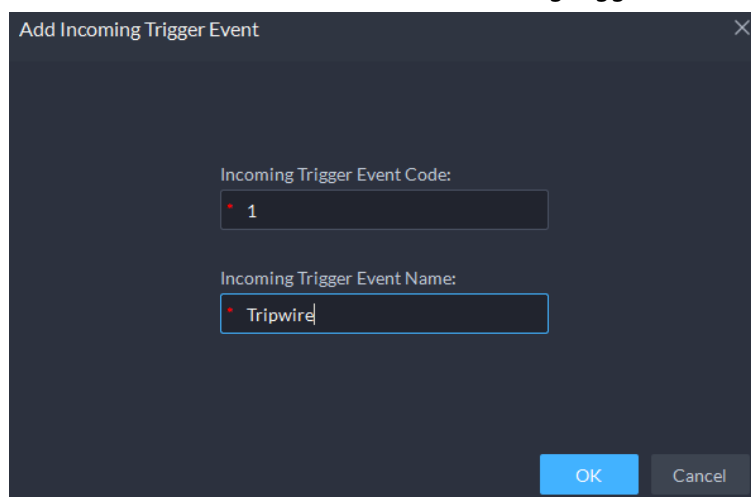 Add Incoming Trigger Event
Incoming Trigger Event Code:
* 1
Incoming Trigger Event Name:
* Tripwire
OK Cancel